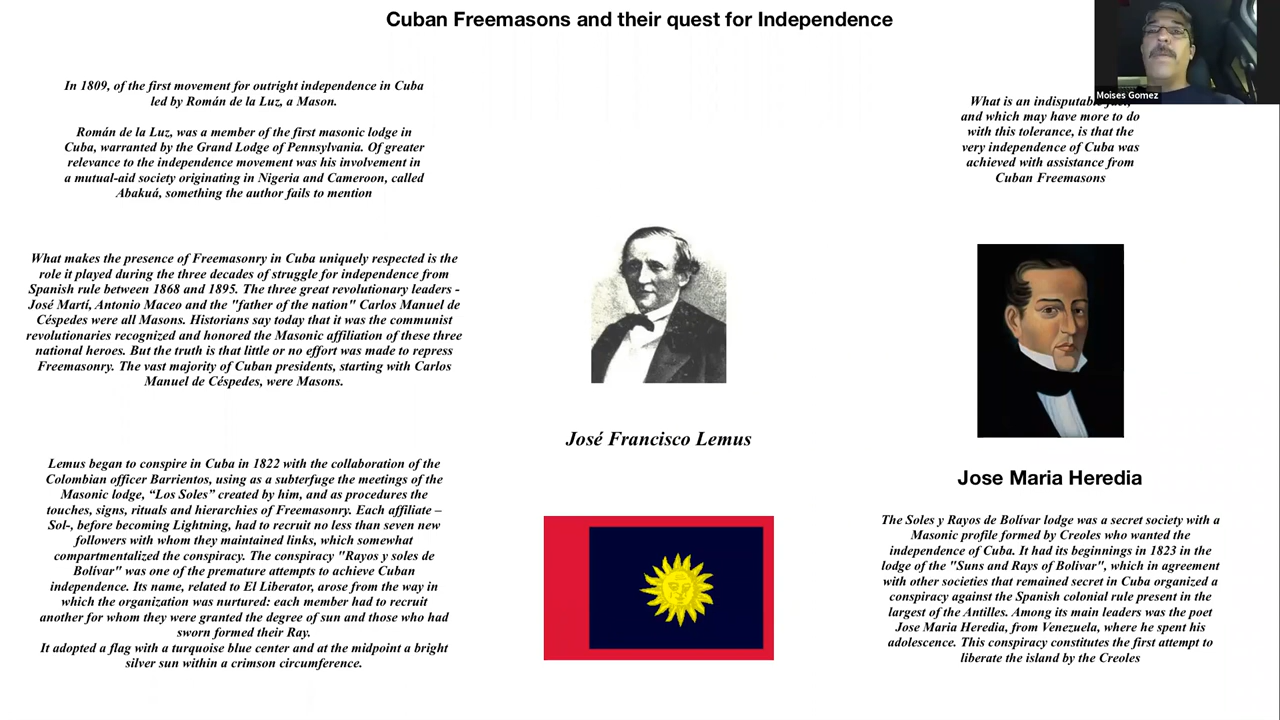 Cuban Freemasons and their quest for Independence
Moises Gomez
In 1809, of the first movement for outright independence in Cuba
led by Román de la Luz, a Mason.
Román de la Luz, was a member of the first masonic lodge in
Cuba, warranted by the Grand Lodge of Pennsylvania. Of greater
relevance to the independence movement was his involvement in
a mutual-aid society originating in Nigeria and Cameroon, called
Abakuá, something the author fails to mention
What makes the presence of Freemasonry in Cuba uniquely respected is the
role it played during the three decades of struggle for independence from
Spanish rule between 1868 and 1895. The three great revolutionary leaders -
José Martí, Antonio Maceo and the "father of the nation" Carlos Manuel de
Céspedes were all Masons. Historians say today that it was the communist
revolutionaries recognized and honored the Masonic affiliation of these three
national heroes. But the truth is that little or no effort was made to repress
Freemasonry. The vast majority of Cuban presidents, starting with Carlos
Manuel de Céspedes, were Masons.
Lemus began to conspire in Cuba in 1822 with the collaboration of the
Colombian officer Barrientos, using as a subterfuge the meetings of the
Masonic lodge, “Los Soles” created by him, and as procedures the
touches, signs, rituals and hierarchies of Freemasonry. Each affiliate –
Sol-, before becoming Lightning, had to recruit no less than seven new
followers with whom they maintained links, which somewhat
compartmentalized the conspiracy. The conspiracy "Rayos y soles de
Bolívar" was one of the premature attempts to achieve Cuban
independence. Its name, related to El Liberator, arose from the way in
which the organization was nurtured: each member had to recruit
another for whom they were granted the degree of sun and those who had
sworn formed their Ray.
It adopted a flag with a turquoise blue center and at the midpoint a bright
silver sun within a crimson circumference.
José Francisco Lemus
What is an indisputable
and which may have more to do
with this tolerance, is that the
very independence of Cuba was
achieved with assistance from
Cuban Freemasons
Jose Maria Heredia
The Soles y Rayos de Bolívar lodge was a secret society with a
Masonic profile formed by Creoles who wanted the
independence of Cuba. It had its beginnings in 1823 in the
lodge of the "Suns and Rays of Bolivar", which in agreement
with other societies that remained secret in Cuba organized a
conspiracy against the Spanish colonial rule present in the
largest of the Antilles. Among its main leaders was the poet
Jose Maria Heredia, from Venezuela, where he spent his
adolescence. This conspiracy constitutes the first attempt to
liberate the island by the Creoles